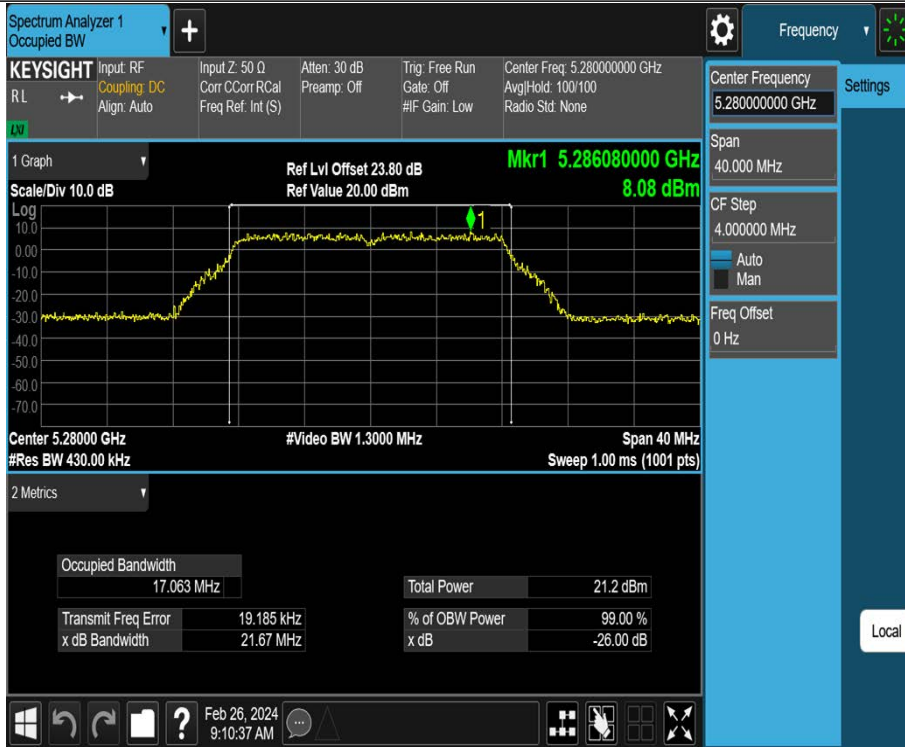 Spectrum Analyzer 1
Occupied BW
+
Frequency
KEYSIGHT
R L
LXI
Input: RF
Coupling: DC
Align: Auto
Input Z: 50 Ω
Corr CCorr RCal
Freq Ref: Int (S)
Atten: 30 dB
Preamp: Off
Trig: Free Run
Gate: Off
#IF Gain: Low
Center Freq: 5.280000000 GHz
Avg|Hold: 100/100
Radio Std: None
Center Frequency
5.280000000 GHz
Settings
Span
40.000 MHz
CF Step
4.000000 MHz
Auto
Man
Freq Offset
0 Hz
Local
1 Graph
Scale/Div 10.0 dB
Ref Lvl Offset 23.80 dB
Ref Value 20.00 dBm
Mkr1 5.286080000 GHz
8.08 dBm
Log
10.0
0.00
-10.0
-20.0
-30.0
-40.0
-50.0
-60.0
-70.0
1
Center 5.28000 GHz
#Video BW 1.3000 MHz
Span 40 MHz
#Res BW 430.00 kHz
Sweep 1.00 ms (1001 pts)
2 Metrics
Occupied Bandwidth
17.063 MHz
Total Power 21.2 dBm
Transmit Freq Error 19.185 kHz
% of OBW Power 99.00 %
x dB Bandwidth 21.67 MHz
x dB -26.00 dB
?
Feb 26, 2024
9:10:37 AM